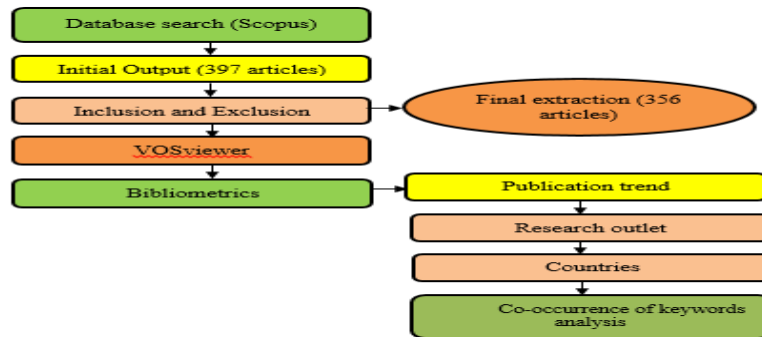 Database search (Scopus)
Initial Output (397 articles)
Inclusion and Exclusion
Final extraction (356
articles)
VOSviewer
Bibliometrics
Publication trend
Research outlet
Countries
Co-occurrence of keywords
analysis